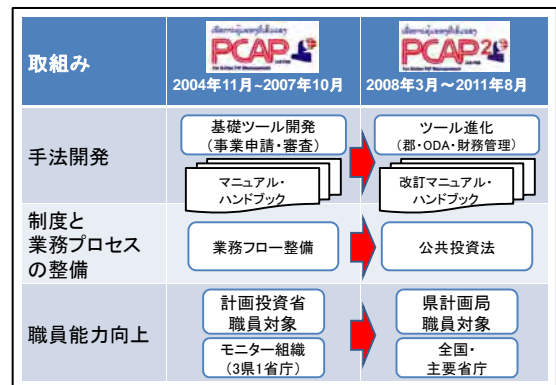 取組み
PCAP
2004年11月~2007年10月
PCAP2
2008年3月～2011年8月
手法開発
基礎ツール開発
(事業申請・審査)
マニュアル・
ハンドブック
ツール進化
(郡・ODA・財務管理)
改訂マニュアル・
ハンドブック
制度と
業務プロセス
の整備
業務フロー整備
公共投資法
職員能力向上
計画投資省
職員対象
モニター組織
(3県1省庁)
県計画局
職員対象
全国・
主要省庁